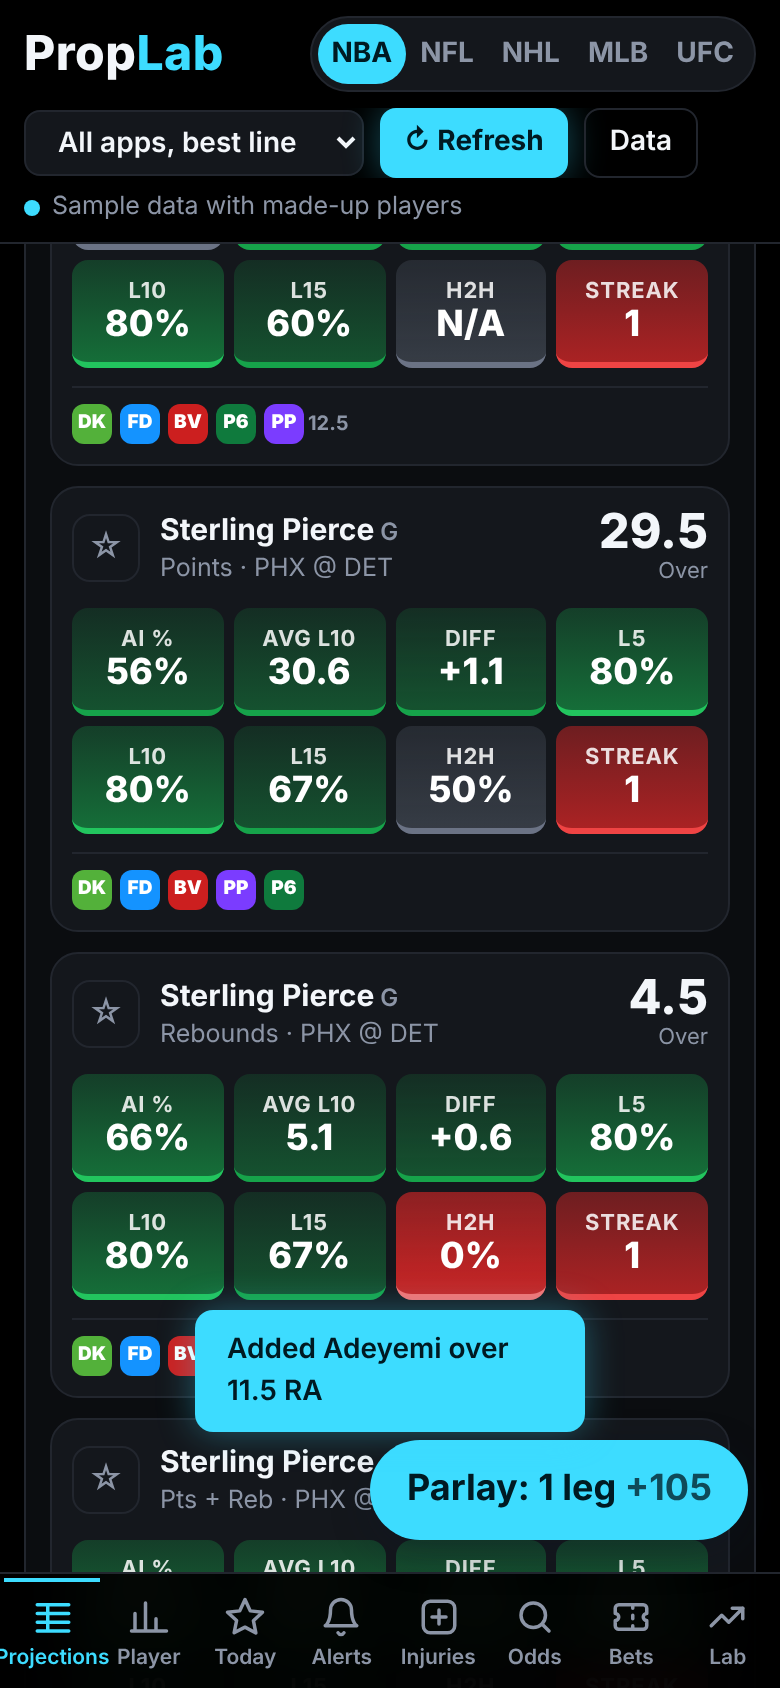 PropLab
NBA NFL NHL MLB UFC
All apps, best line
↻ Refresh
Data
Sample data with made-up players
L10 L15 H2H STREAK
80% 60% N/A 1
DK FD BV P6 PP 12.5
Sterling Pierce G
29.5
Points · PHX @ DET
Over
AI % AVG L10 DIFF L5
56% 30.6 +1.1 80%
L10 L15 H2H STREAK
80% 67% 50% 1
DK FD BV PP P6
Sterling Pierce G
4.5
Rebounds · PHX @ DET
Over
AI % AVG L10 DIFF L5
66% 5.1 +0.6 80%
L10 L15 H2H STREAK
80% 67% 0% 1
DK FD BV
Added Adeyemi over
11.5 RA
Sterling Pierce
Pts + Reb · PHX @
Parlay: 1 leg +105
AI % AVG L10 DIFF L5
Projections Player Today Alerts Injuries Odds Bets Lab